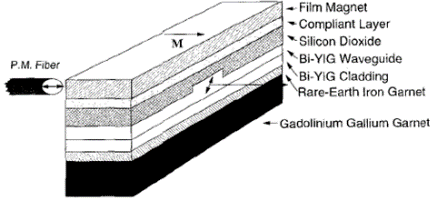 Film Magnet
Compliant Layer
M
Silicon Dioxide
Bi-YIG Waveguide
P.M. Fiber
Bi-YIG Cladding
Rare-Earth Iron Garnet
Gadolinium Gallium Garnet